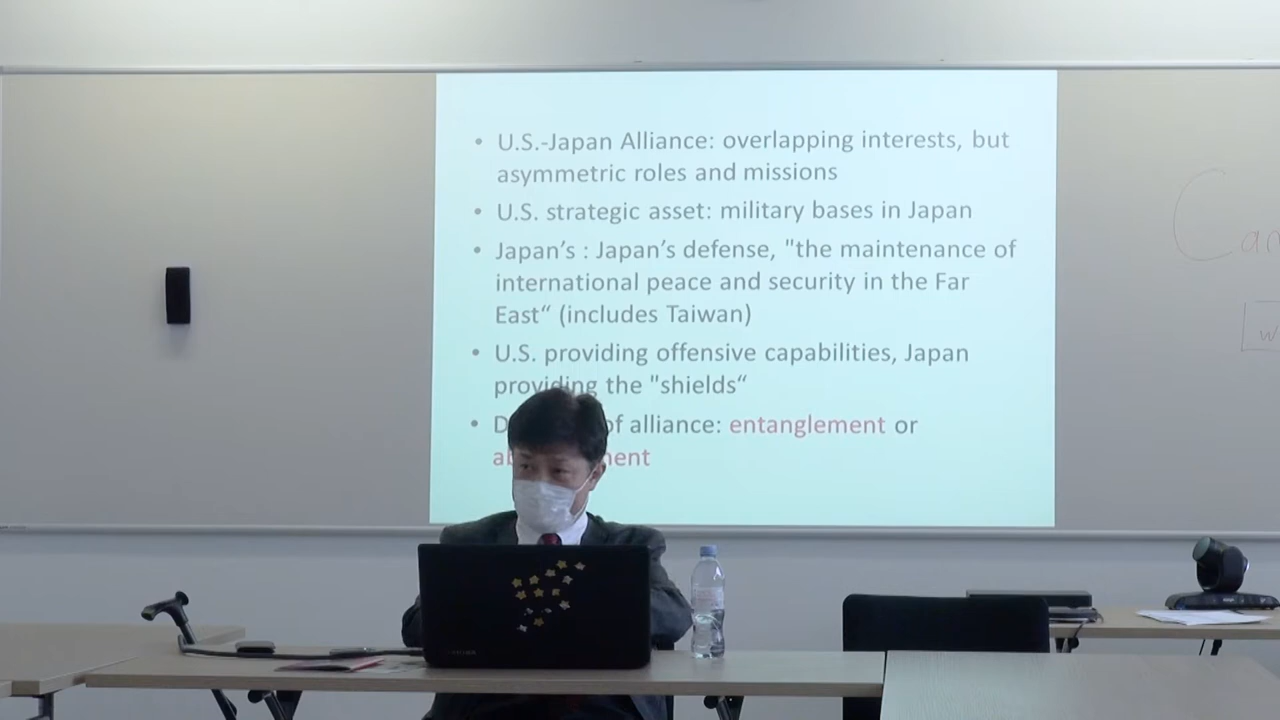 • U.S.-Japan Alliance: overlapping interests, but
asymmetric roles and missions
• U.S. strategic asset: military bases in Japan
• Japan’s : Japan’s defense, "the maintenance of
international peace and security in the Far
East“ (includes Taiwan)
• U.S. providing offensive capabilities, Japan
providing the "shields“
• of alliance: entanglement or